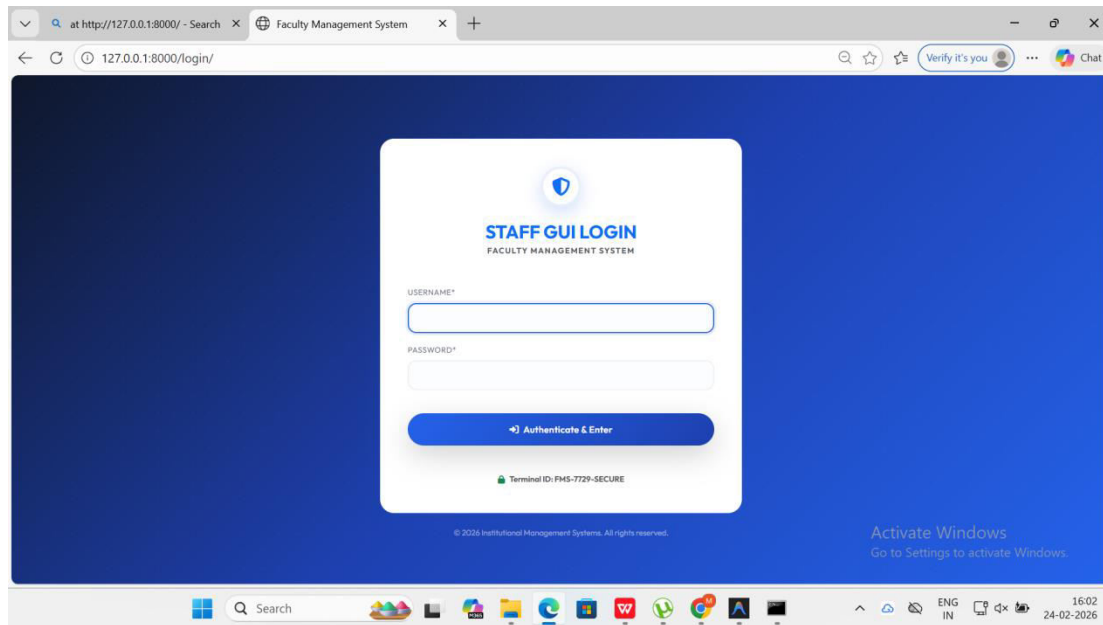 at http://127.0.0.1:8000/ - Search
Faculty Management System
127.0.0.1:8000/login/
Verify it's you
Chat
STAFF GUI LOGIN
FACULTY MANAGEMENT SYSTEM
USERNAME*
PASSWORD*
Authenticate & Enter
Terminal ID: FMS-7729-SECURE
© 2026 Institutional Management Systems. All rights reserved.
Activate Windows
Go to Settings to activate Windows.
Search
ENG
IN
16:02
24-02-2026